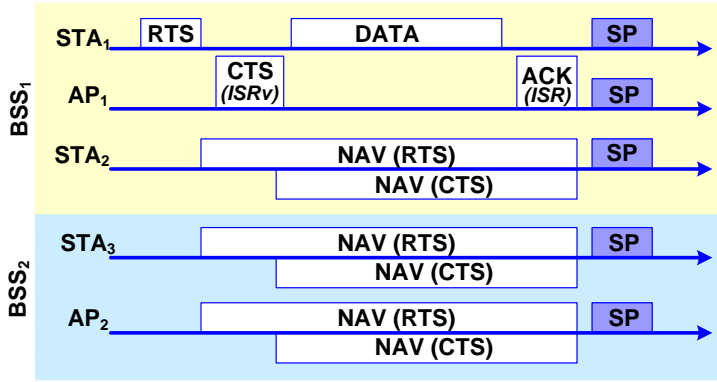 BSS1
STA1
RTS
DATA
SP
AP1
CTS
(ISRv)
ACK
(ISR)
SP
STA2
NAV (RTS)
SP
NAV (CTS)
BSS2
STA3
NAV (RTS)
SP
NAV (CTS)
AP2
NAV (RTS)
SP
NAV (CTS)